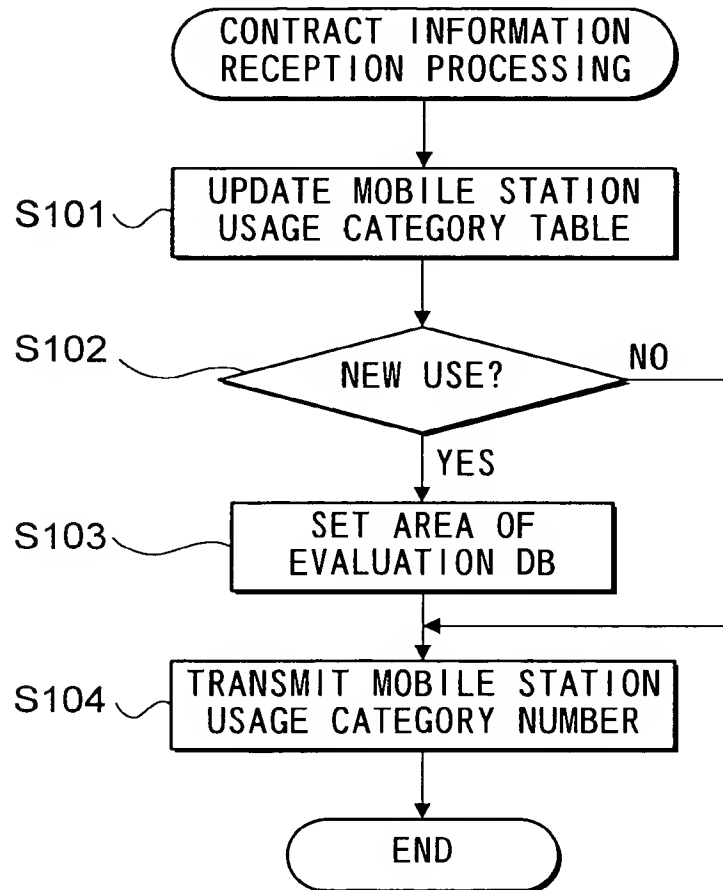 CONTRACT INFORMATION
RECEPTION PROCESSING
S101
UPDATE MOBILE STATION
USAGE CATEGORY TABLE
S102
NEW USE?
NO
YES
S103
SET AREA OF
EVALUATION DB
S104
TRANSMIT MOBILE STATION
USAGE CATEGORY NUMBER
END